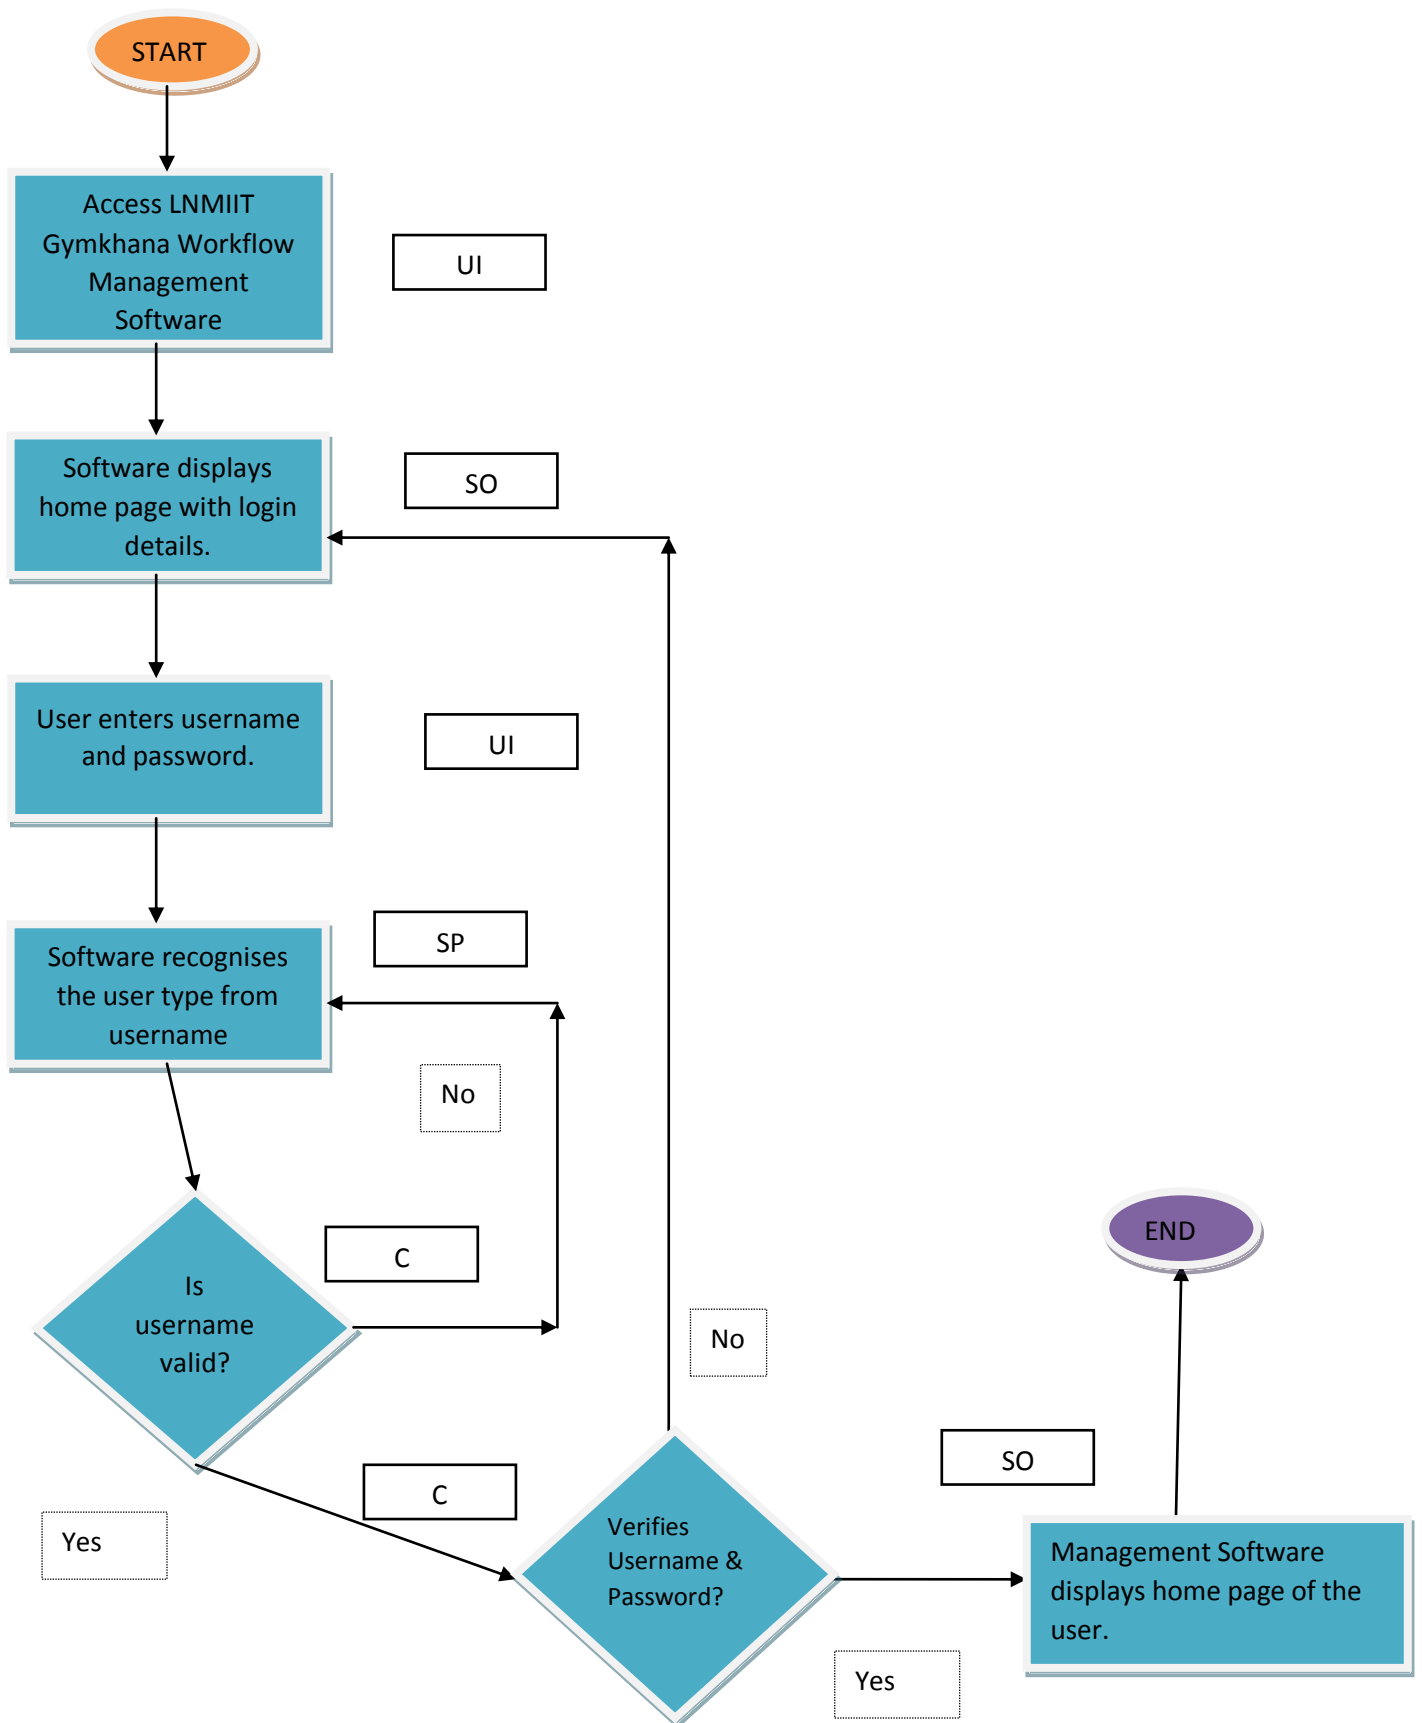 START
Access LNMIIT
Gymkhana Workflow
Management
Software
UI
Software displays
home page with login
details.
SO
User enters username
and password.
UI
Software recognises
the user type from
username
SP
No
Is
username
valid?
C
END
No
Yes
C
Verifies
Username &
Password?
SO
Management Software
displays home page of the
user.
Yes